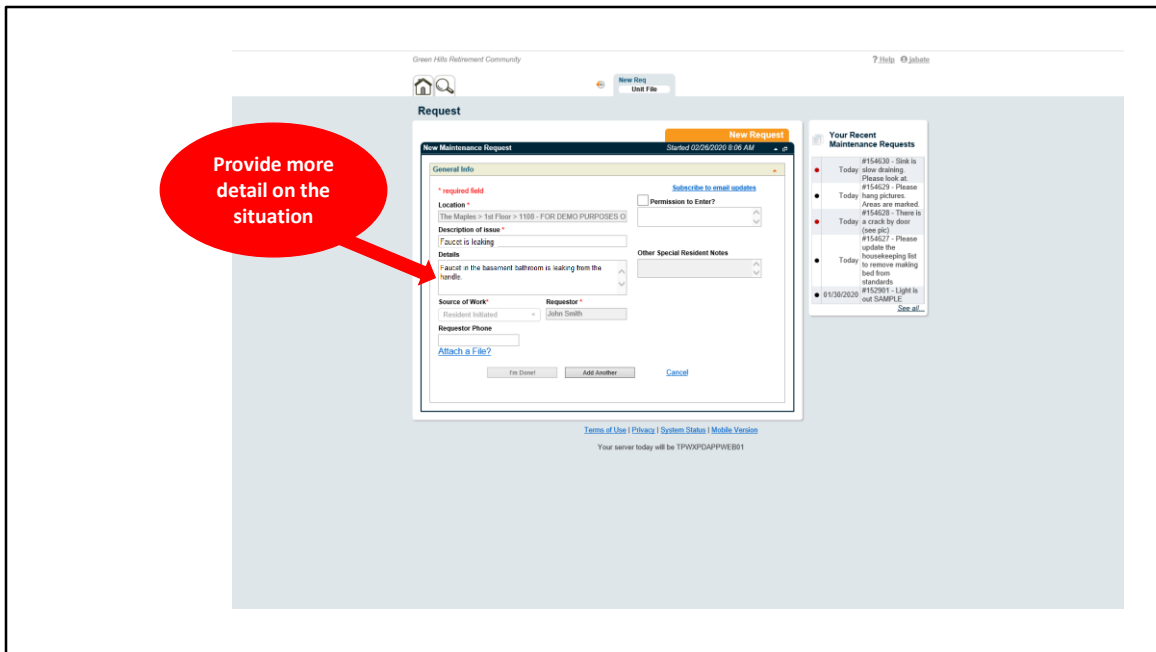 Green Hills Retirement Community
? Help jabate
New Req
Unit File
Request
New Request
New Maintenance Request Started 02/26/2020 8:06 AM
General Info
* required field
Subscribe to email updates
Location *
Permission to Enter?
The Maples > 1st Floor > 1108 - FOR DEMO PURPOSES O
Description of issue *
Faucet is leaking
Details
Other Special Resident Notes
Faucet in the basement bathroom is leaking from the
handle.
Source of Work* Requestor *
Resident Initiated John Smith
Requestor Phone
Attach a File?
I'm Done! Add Another Cancel
Provide more
detail on the
situation
Your Recent
Maintenance Requests
#154630 - Sink is
Today slow draining.
Please look at.
#154629 - Please
Today hang pictures.
Areas are marked.
#154628 - There is
Today a crack by door
(see pic)
#154627 - Please
update the
Today housekeeping list
to remove making
bed from
standards
01/30/2020 #152901 - Light is
out SAMPLE
See all...
Terms of Use | Privacy | System Status | Mobile Version
Your server today will be TPWXPDAPPWEB01